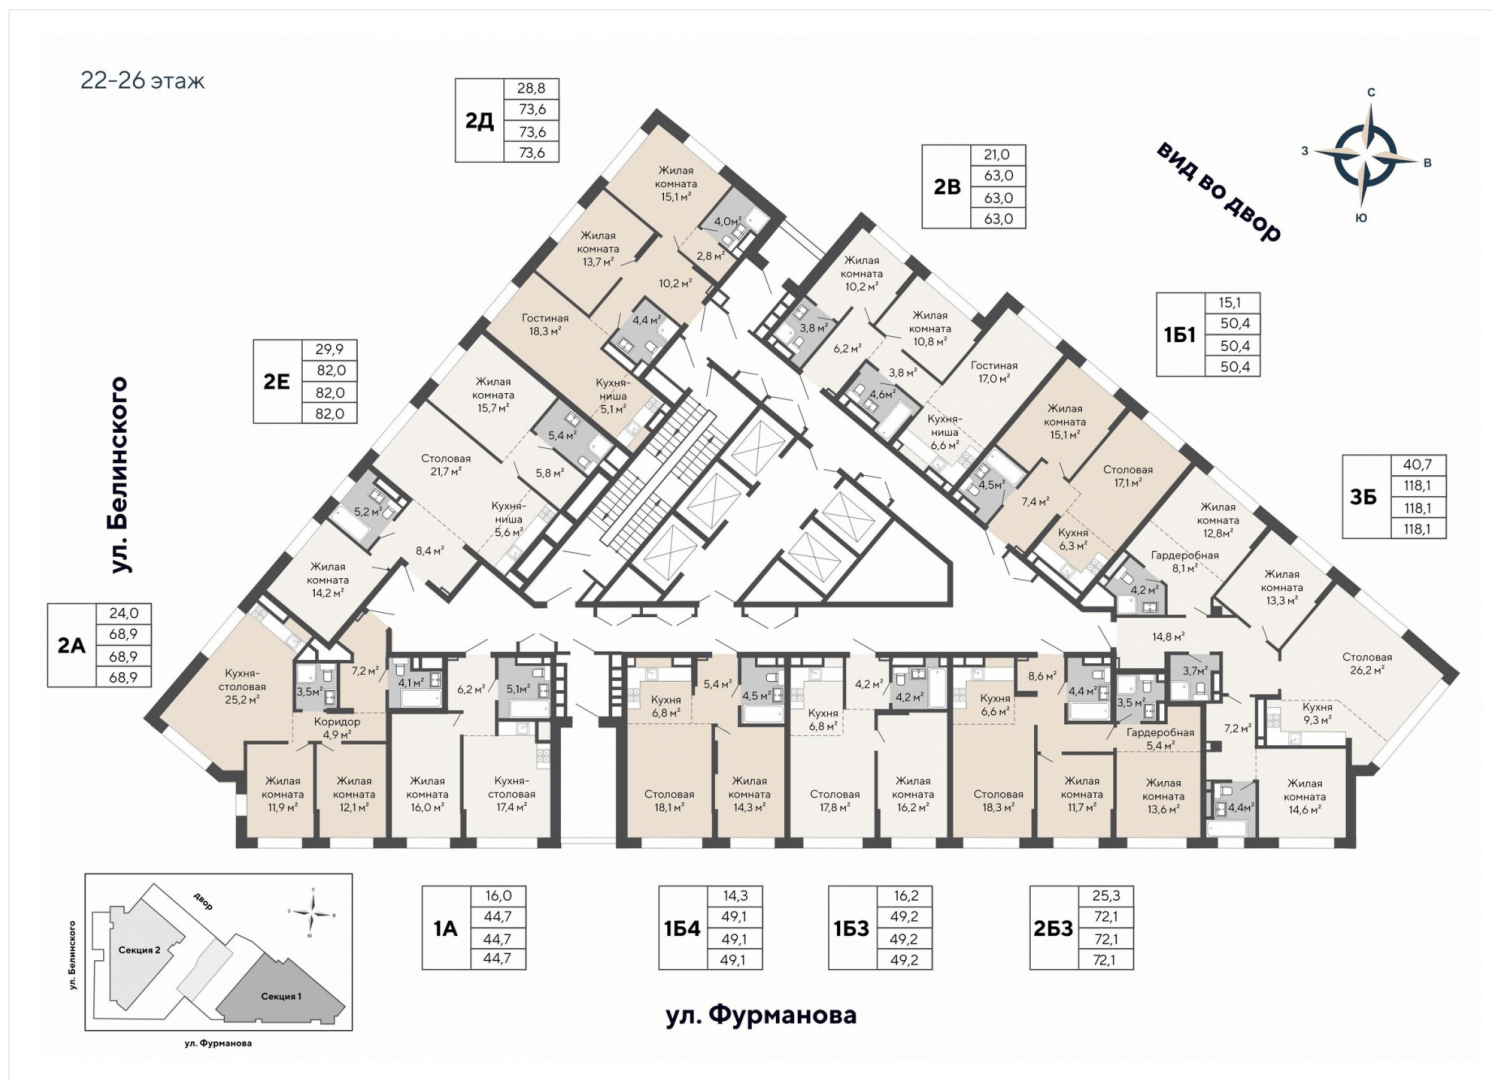 22-26 этаж
2Д
28,8
73,6
73,6
73,6
2В
21,0
63,0
63,0
63,0
вид во двор
С
З
В
Ю
2Е
29,9
82,0
82,0
82,0
1Б1
15,1
50,4
50,4
50,4
3Б
40,7
118,1
118,1
118,1
2А
24,0
68,9
68,9
68,9
ул. Белинского
Жилая
комната
15,1 м²
4,0м²
2,8 м²
Жилая
комната
13,7 м²
10,2 м²
Гостиная
18,3 м²
4,4 м²
Кухня-
ниша
5,1 м²
Жилая
комната
15,7 м²
5,4 м²
5,8 м²
Столовая
21,7 м²
Кухня-
ниша
5,6 м²
5,2 м²
8,4 м²
Жилая
комната
14,2 м²
Жилая
комната
10,2 м²
3,8 м²
6,2 м²
Жилая
комната
10,8 м²
3,8 м²
4,6м²
Гостиная
17,0 м²
Кухня-
ниша
6,6 м²
Жилая
комната
15,1 м²
4,5м²
7,4 м²
Столовая
17,1 м²
Кухня
6,3 м²
Жилая
комната
12,8м²
Гардеробная
8,1 м²
4,2 м²
Жилая
комната
13,3 м²
14,8 м²
3,7м²
Столовая
26,2 м²
Кухня
9,3 м²
7,2 м²
4,4м²
Жилая
комната
14,6 м²
Кухня-
столовая
25,2 м²
3,5м²
7,2 м²
Коридор
4,9 м²
Жилая
комната
11,9 м²
Жилая
комната
12,1 м²
4,1 м²
6,2 м²
5,1м²
Жилая
комната
16,0 м²
Кухня-
столовая
17,4 м²
Кухня
6,8 м²
5,4 м²
4,5 м²
Столовая
18,1 м²
Жилая
комната
14,3 м²
Кухня
6,8 м²
4,2 м²
4,2 м²
Столовая
17,8 м²
Жилая
комната
16,2 м²
Кухня
6,6 м²
8,6 м²
4,4 м²
Столовая
18,3 м²
Жилая
комната
11,7 м²
3,5 м²
Гардеробная
5,4 м²
Жилая
комната
13,6 м²
1А
16,0
44,7
44,7
44,7
1Б4
14,3
49,1
49,1
49,1
1Б3
16,2
49,2
49,2
49,2
2Б3
25,3
72,1
72,1
72,1
ул. Фурманова
двор
ул. Белинского
Секция 2
Секция 1
С
З
В
Ю
ул. Фурманова